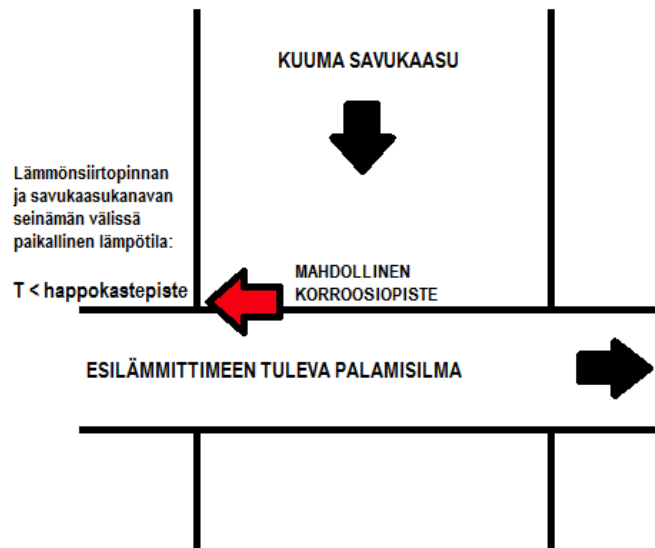 KUUMA SAVUKAASU
Lämmönsiirtopinnan
ja savukaasukanavan
seinämän välissä
paikallinen lämpötila:
T < happokastepiste
MAHDOLLINEN
KORROOSIOPISTE
ESILÄMMITTIMEEN TULEVA PALAMISILMA